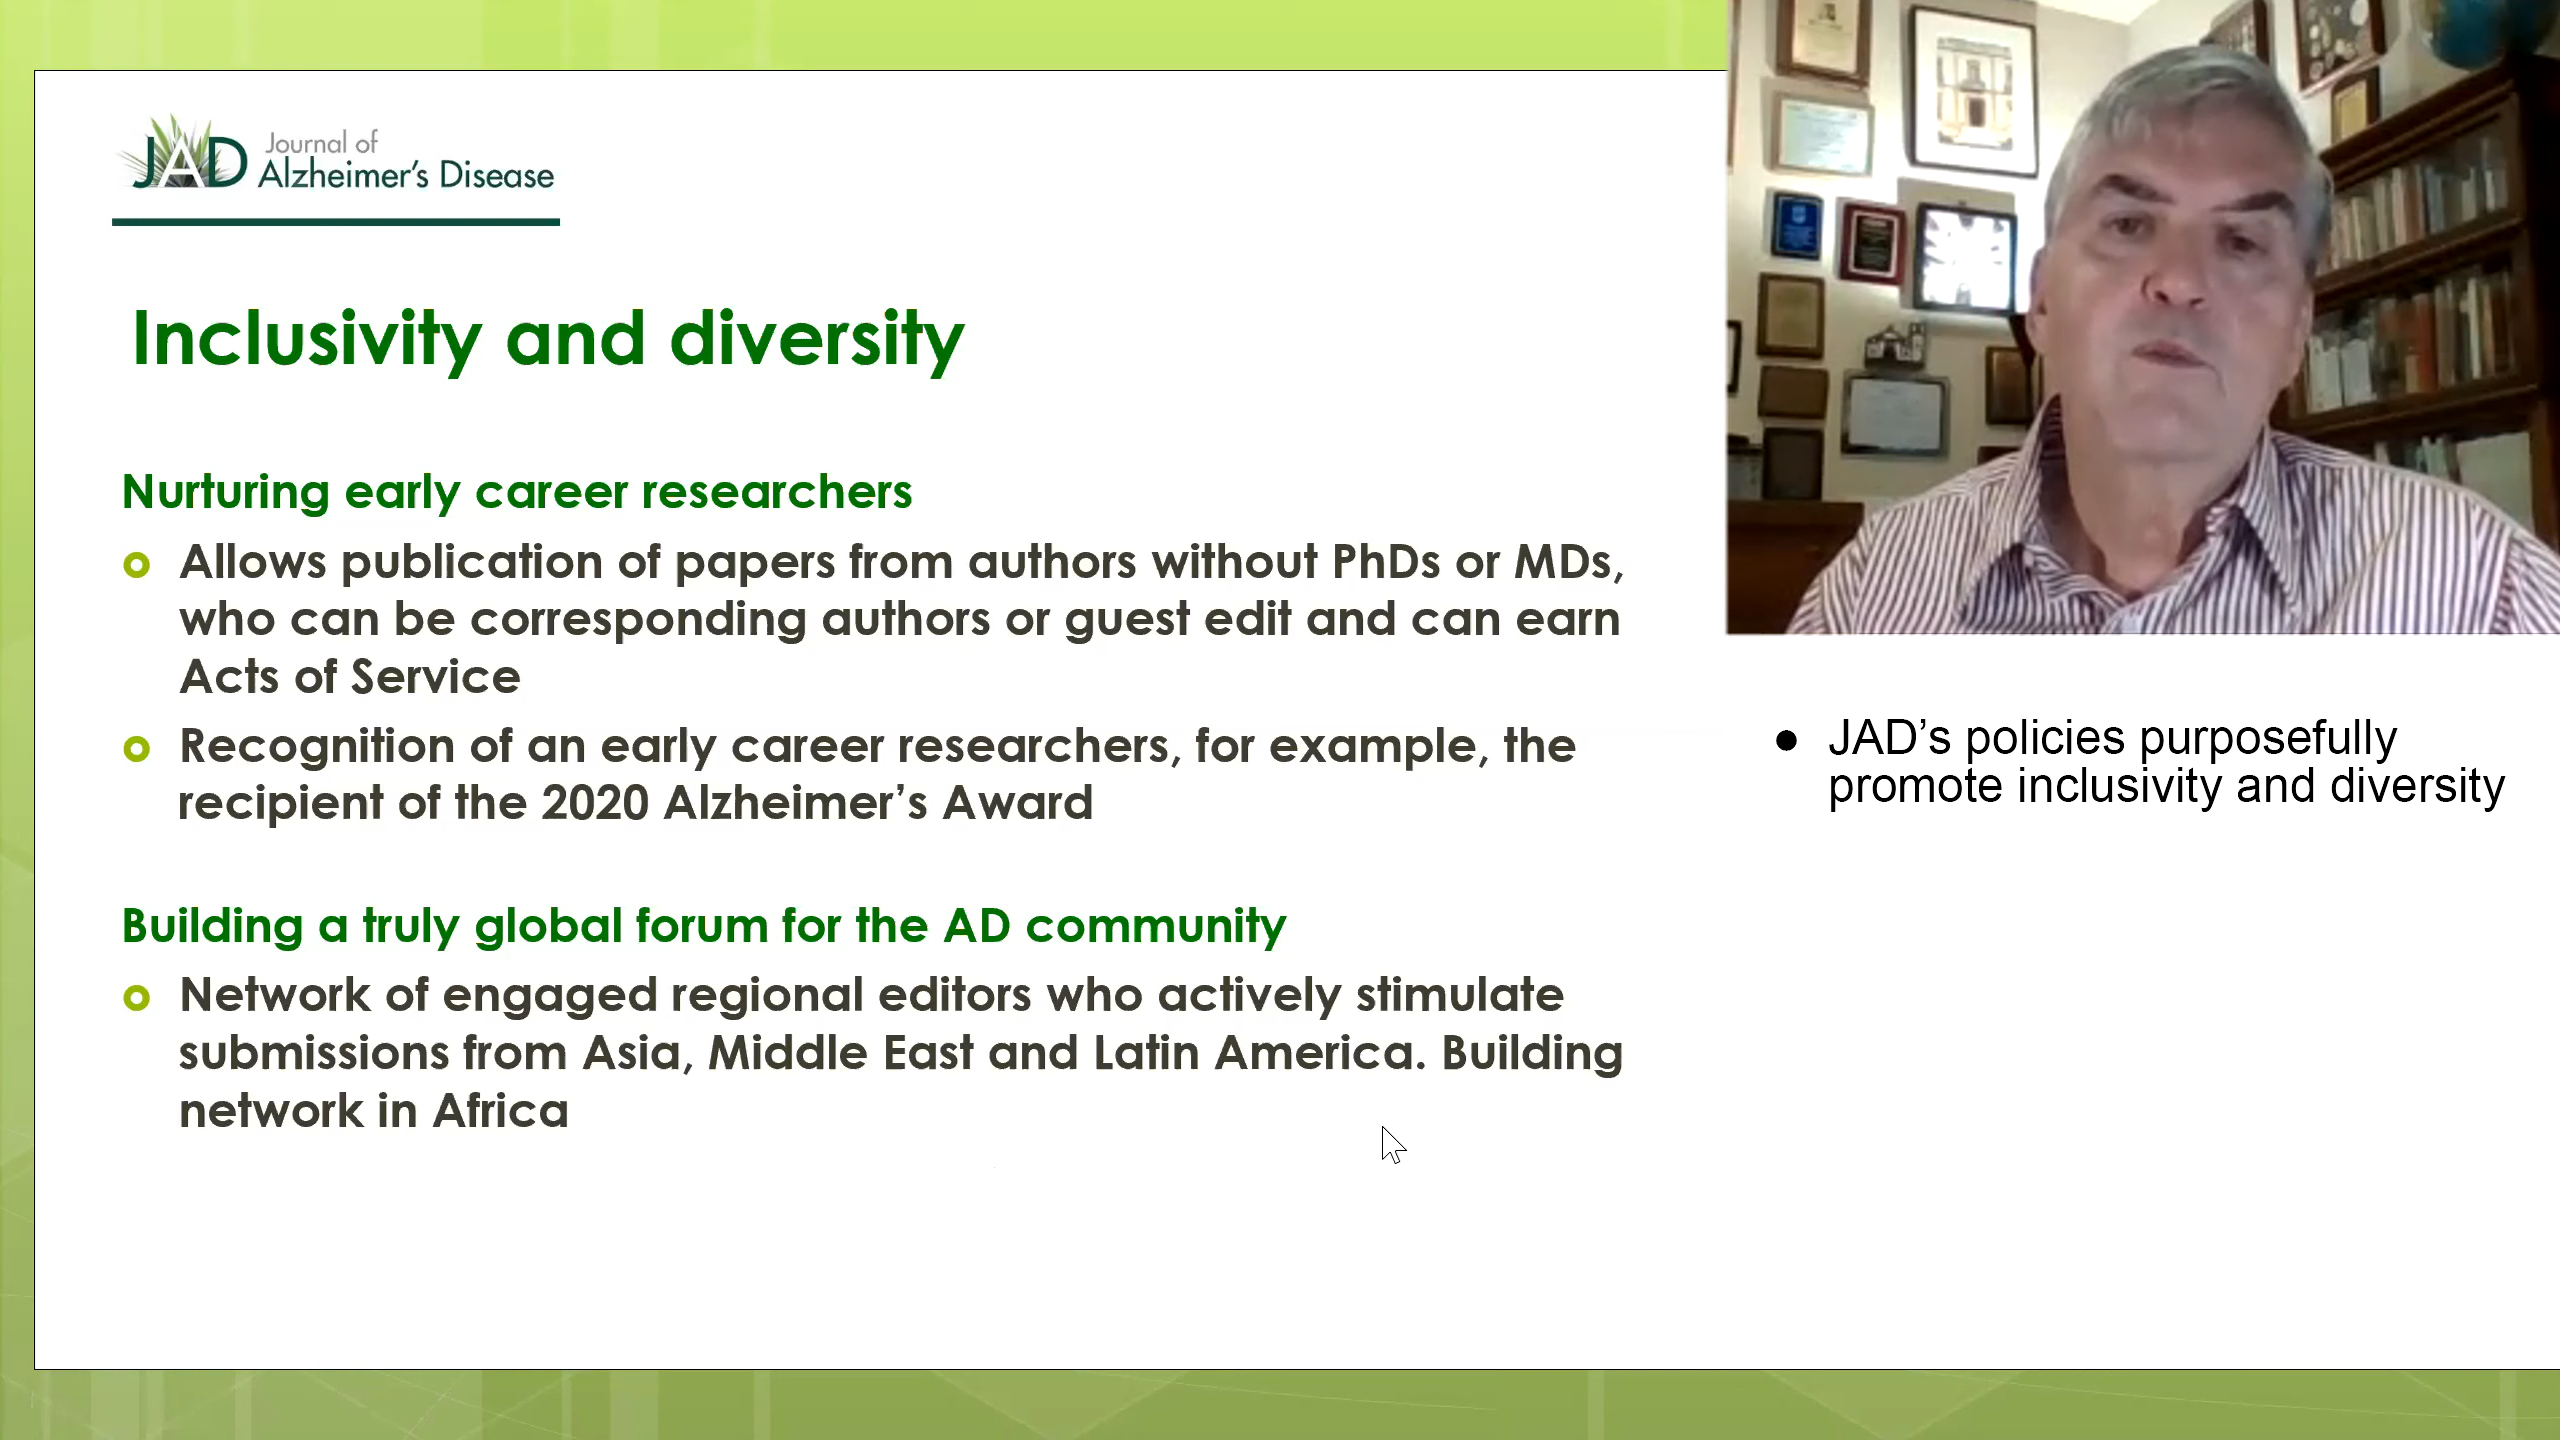 JAD Journal of
Alzheimer's Disease
Inclusivity and diversity
Nurturing early career researchers
Allows publication of papers from authors without PhDs or MDs,
who can be corresponding authors or guest edit and can earn
Acts of Service
Recognition of an early career researchers, for example, the
recipient of the 2020 Alzheimer's Award
Building a truly global forum for the AD community
Network of engaged regional editors who actively stimulate
submissions from Asia, Middle East and Latin America. Building
network in Africa
● JAD's policies purposefully
promote inclusivity and diversity